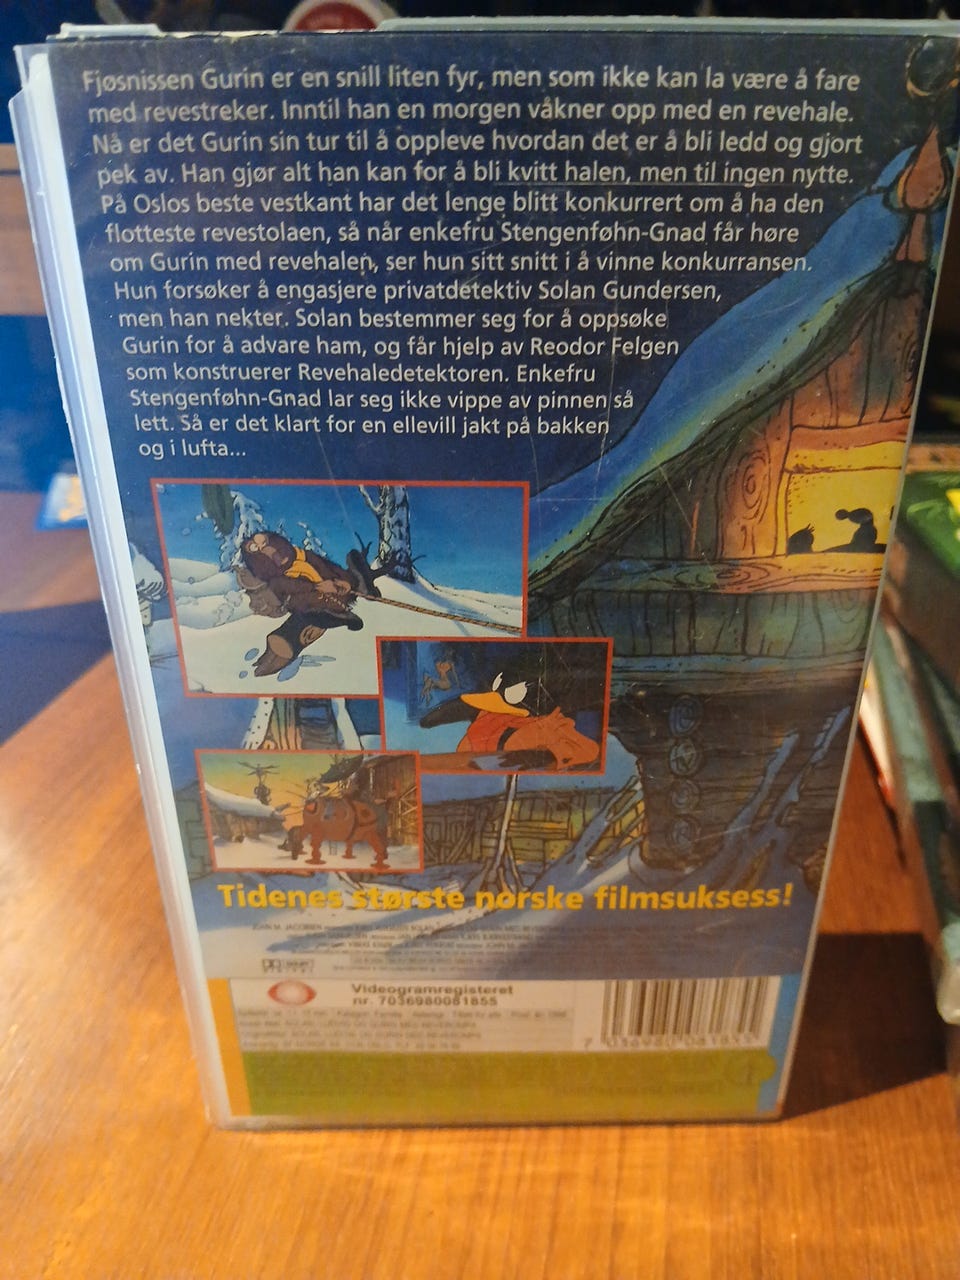 Fjøsnissen Gurin er en snill liten fyr, men som ikke kan la være å fare
med revestreker. Inntil han en morgen våkner opp med en revehale.
Nå er det Gurin sin tur til å oppleve hvordan det er å bli ledd og gjort
pek av. Han gjør alt han kan for å bli kvitt halen, men til ingen nytte.
På Oslos beste vestkant har det lenge blitt konkurrert om å ha den
flotteste revestolaen, så når enkefru Stengenføhn-Gnad får høre
om Gurin med revehalen, ser hun sitt snitt i å vinne konkurransen.
Hun forsøker å engasjere privatdetektiv Solan Gundersen,
men han nekter. Solan bestemmer seg for å oppsøke
Gurin for å advare ham, og får hjelp av Reodor Felgen
som konstruerer Revehaledetektoren. Enkefru
Stengenføhn-Gnad lar seg ikke vippe av pinnen så
lett. Så er det klart for en ellevill jakt på bakken
og i lufta...
Tidenes største norske filmsuksess!
Videogramregisteret
nr. 7036980081855
7 036980 081855